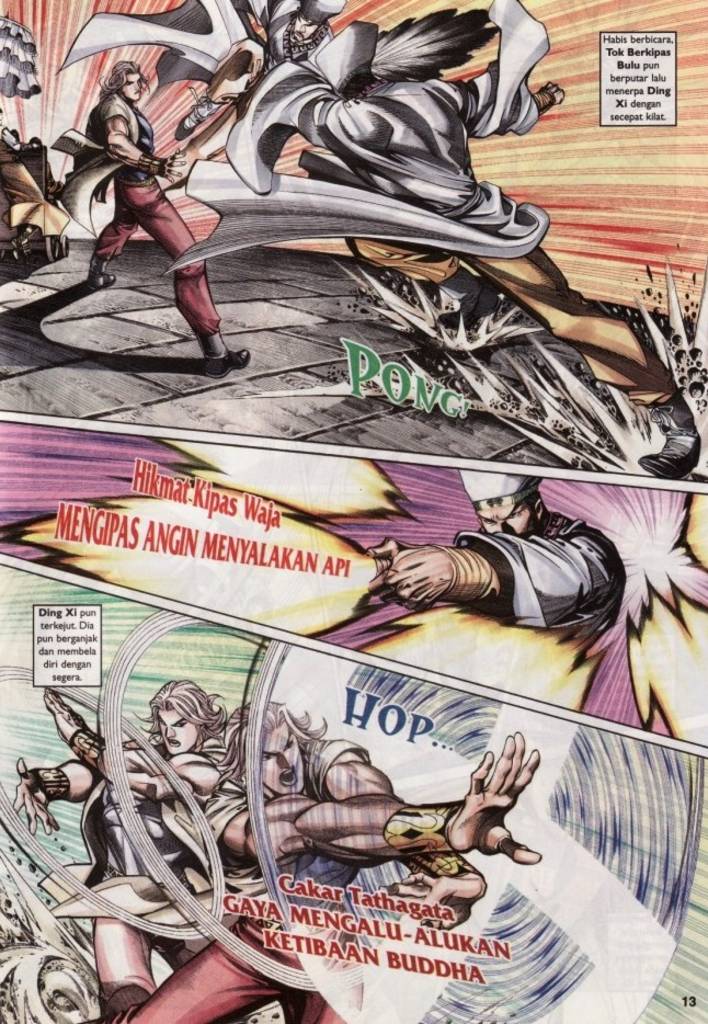 Habis berbicara,
Tok Berkipas
Bulu pun
berputar lalu
menerpa Ding
Xi dengan
secepat kilat.
PONG!
Hikmat Kipas Waja
MENGIPAS ANGIN MENYALAKAN API
Ding Xi pun
terkejut. Dia
pun berganjak
dan membela
diri dengan
segera.
HOP...
Cakar Tathagata
GAYA MENGALU-ALUKAN
KETIBAAN BUDDHA
13